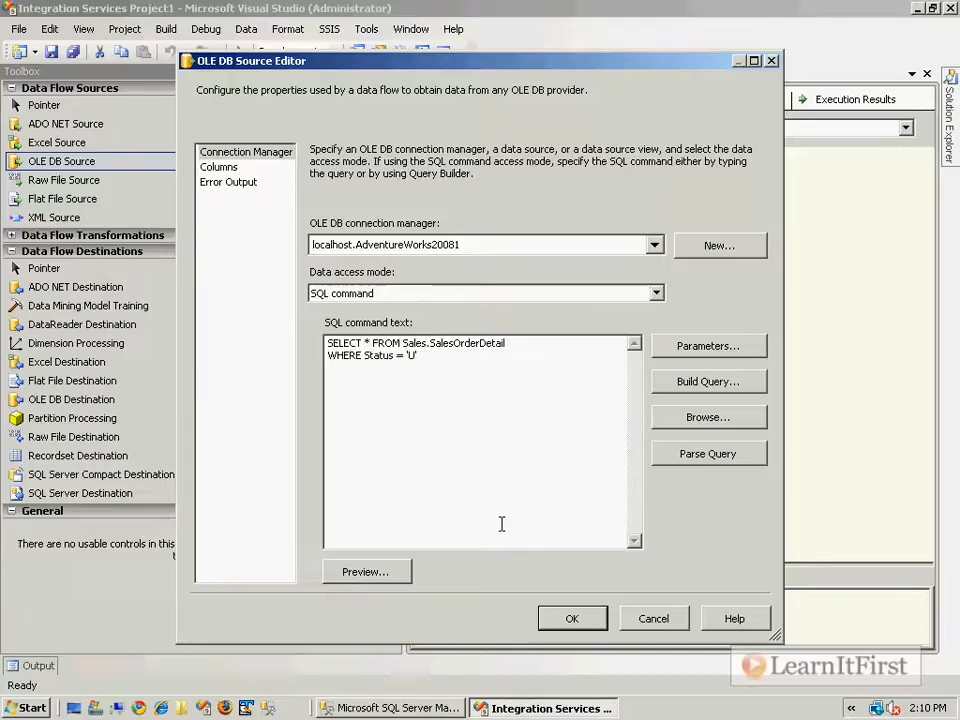 Integration Services Project1 - Microsoft Visual Studio (Administrator)
File Edit View Project Build Debug Data Format SSIS Tools Window Help
Toolbox
Data Flow Sources
Pointer
ADO NET Source
Excel Source
OLE DB Source
Raw File Source
Flat File Source
XML Source
Data Flow Transformations
Data Flow Destinations
Pointer
ADO NET Destination
Data Mining Model Training
DataReader Destination
Dimension Processing
Excel Destination
Flat File Destination
OLE DB Destination
Partition Processing
Raw File Destination
Recordset Destination
SQL Server Compact Destination
SQL Server Destination
General
There are no usable controls in this
OLE DB Source Editor
Configure the properties used by a data flow to obtain data from any OLE DB provider.
Connection Manager
Columns
Error Output
Specify an OLE DB connection manager, a data source, or a data source view, and select the data
access mode. If using the SQL command access mode, specify the SQL command either by typing
the query or by using Query Builder.
OLE DB connection manager:
localhost.AdventureWorks20081
New...
Data access mode:
SQL command
SQL command text:
SELECT * FROM Sales.SalesOrderDetail
WHERE Status = 'U'
Parameters...
Build Query...
Browse...
Parse Query
Preview...
OK Cancel Help
Execution Results
Solution Explorer
Output
Ready
LearnItFirst
Start
Microsoft SQL Server Ma...
Integration Services ...
2:10 PM